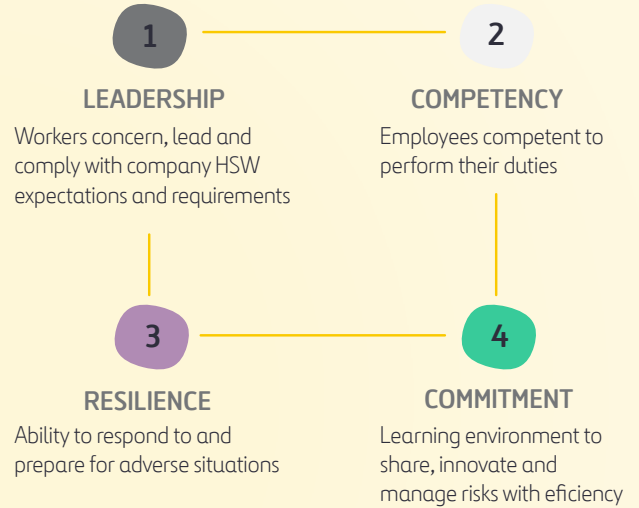 1
LEADERSHIP
Workers concern, lead and
comply with company HSW
expectations and requirements
2
COMPETENCY
Employees competent to
perform their duties
3
RESILIENCE
Ability to respond to and
prepare for adverse situations
4
COMMITMENT
Learning environment to
share, innovate and
manage risks with eficiency